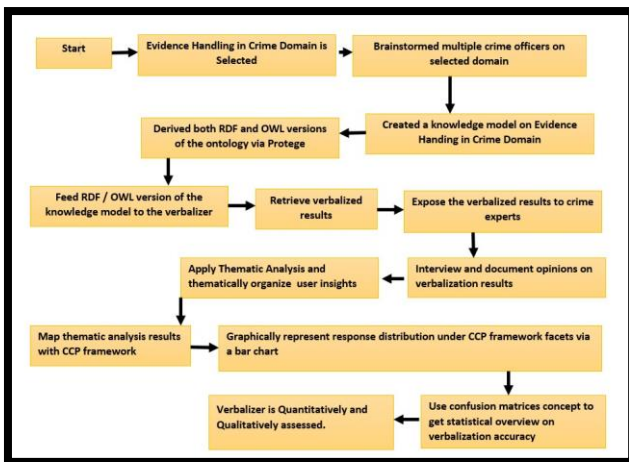 Start
Evidence Handling in Crime Domain is
Selected
Brainstormed multiple crime officers on
selected domain
Created a knowledge model on Evidence
Handing in Crime Domain
Derived both RDF and OWL versions
of the ontology via Protege
Feed RDF / OWL version of the
knowledge model to the verbalizer
Retrieve verbalized
results
Expose the verbalized results to crime
experts
Interview and document opinions on
verbalization results
Apply Thematic Analysis and
thematically organize user insights
Map thematic analysis results
with CCP framework
Graphically represent response distribution under CCP framework facets via
a bar chart
Use confusion matrices concept to
get statistical overview on
verbalization accuracy
Verbalizer is Quantitatively and
Qualitatively assessed.